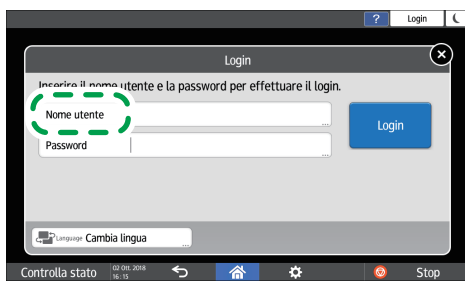 ? Login
Login
Inserire il nome utente e la password per effettuare il login.
Nome utente
...
Login
Password
...
Language Cambia lingua
...
Controlla stato
02 Ott. 2018
16: 15
Stop